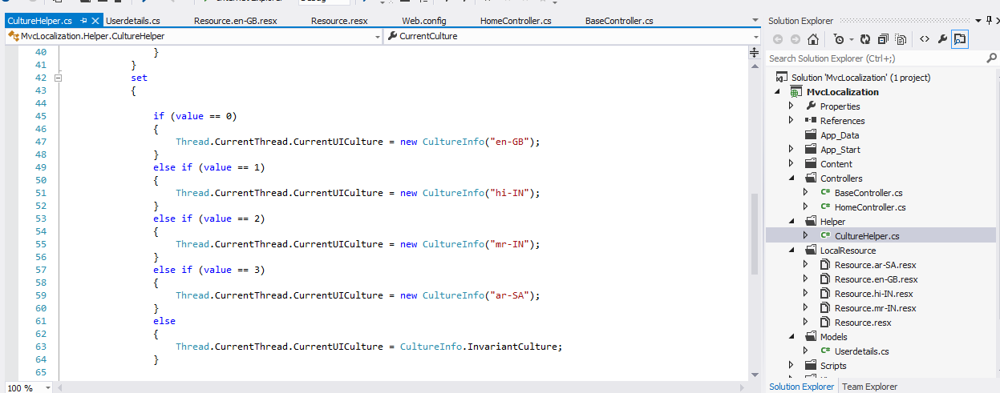 CultureHelper.cs
Userdetails.cs
Resource.en-GB.resx
Resource.resx
Web.config
HomeController.cs
BaseController.cs
MvcLocalization.Helper.CultureHelper
CurrentCulture
40 }
41 }
42 set
43 {
44
45 if (value == 0)
46 {
47 Thread.CurrentThread.CurrentUICulture = new CultureInfo("en-GB");
48 }
49 else if (value == 1)
50 {
51 Thread.CurrentThread.CurrentUICulture = new CultureInfo("hi-IN");
52 }
53 else if (value == 2)
54 {
55 Thread.CurrentThread.CurrentUICulture = new CultureInfo("mr-IN");
56 }
57 else if (value == 3)
58 {
59 Thread.CurrentThread.CurrentUICulture = new CultureInfo("ar-SA");
60 }
61 else
62 {
63 Thread.CurrentThread.CurrentUICulture = CultureInfo.InvariantCulture;
64 }
65
100 %
Solution Explorer
Search Solution Explorer (Ctrl+;)
Solution 'MvcLocalization' (1 project)
MvcLocalization
Properties
References
App_Data
App_Start
Content
Controllers
C# BaseController.cs
C# HomeController.cs
Helper
C# CultureHelper.cs
LocalResource
Resource.ar-SA.resx
Resource.en-GB.resx
Resource.hi-IN.resx
Resource.mr-IN.resx
Resource.resx
Models
C# Userdetails.cs
Scripts
Solution Explorer
Team Explorer